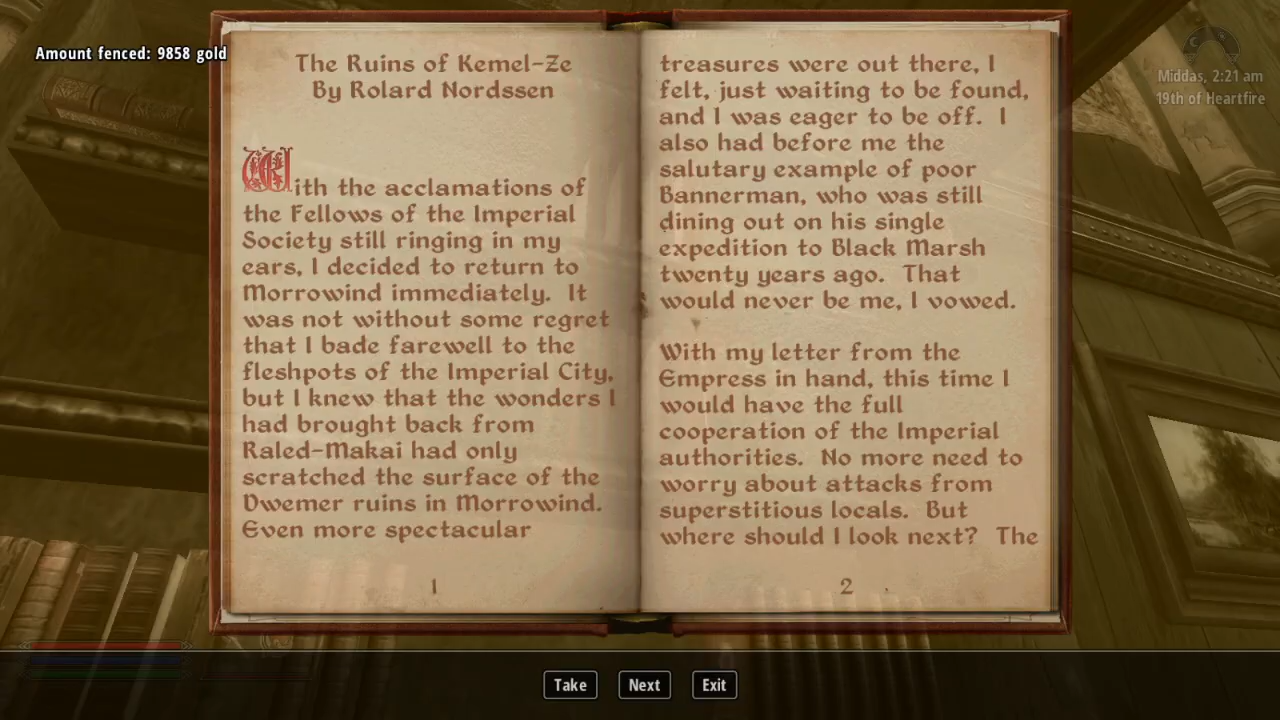 Amount fenced: 9858 gold
Middas, 2:21 am
19th of Heartfire
The Ruins of Kemel-Ze
By Rolard Nordssen
With the acclamations of
the Fellows of the Imperial
Society still ringing in my
ears, I decided to return to
Morrowind immediately.  It
was not without some regret
that I bade farewell to the
fleshpots of the Imperial City,
but I knew that the wonders I
had brought back from
Raled-Makai had only
scratched the surface of the
Dwemer ruins in Morrowind.
Even more spectacular
1
treasures were out there, I
felt, just waiting to be found,
and I was eager to be off.  I
also had before me the
salutary example of poor
Bannerman, who was still
dining out on his single
expedition to Black Marsh
twenty years ago.  That
would never be me, I vowed.
With my letter from the
Empress in hand, this time I
would have the full
cooperation of the Imperial
authorities.  No more need to
worry about attacks from
superstitious locals.  But
where should I look next?  The
2
Take
Next
Exit